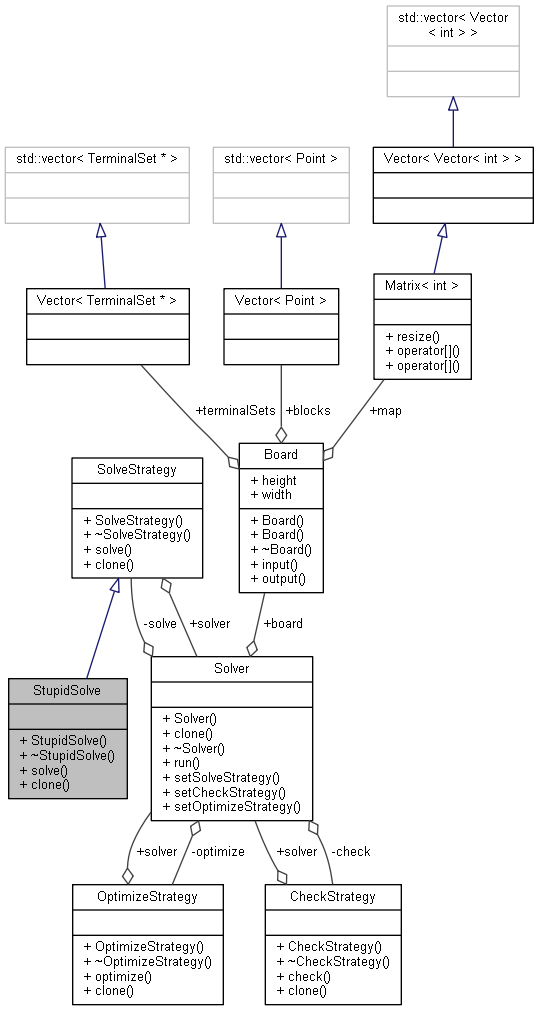 std::vector< Vector
< int > >
std::vector< TerminalSet * >
std::vector< Point >
Vector< Vector< int > >
Vector< TerminalSet * >
Vector< Point >
Matrix< int >
+ resize()
+ operator[]()
+ operator[]()
+terminalSets
+blocks
+map
Board
+ height
+ width
+ Board()
+ Board()
+ ~Board()
+ input()
+ output()
SolveStrategy
+ SolveStrategy()
+ ~SolveStrategy()
+ solve()
+ clone()
-solve
+solver
+board
StupidSolve
+ StupidSolve()
+ ~StupidSolve()
+ solve()
+ clone()
Solver
+ Solver()
+ clone()
+ ~Solver()
+ run()
+ setSolveStrategy()
+ setCheckStrategy()
+ setOptimizeStrategy()
+solver
-optimize
+solver
-check
OptimizeStrategy
+ OptimizeStrategy()
+ ~OptimizeStrategy()
+ optimize()
+ clone()
CheckStrategy
+ CheckStrategy()
+ ~CheckStrategy()
+ check()
+ clone()